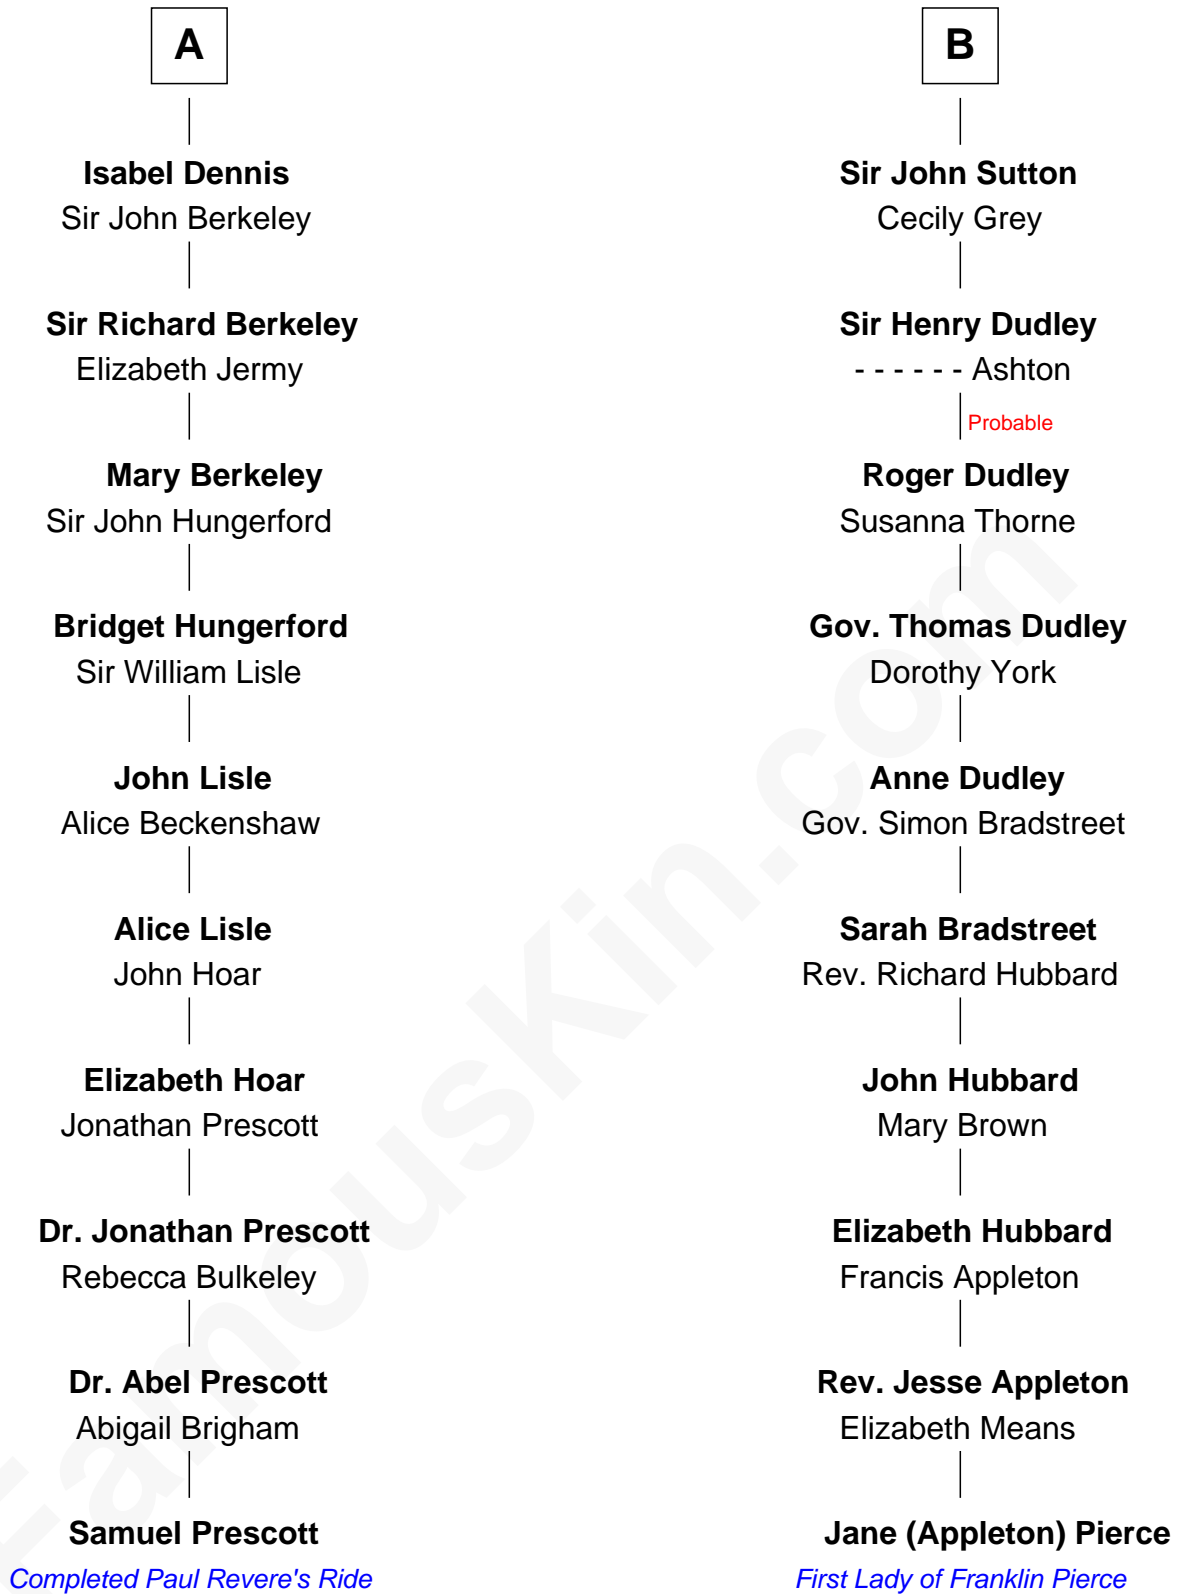 A
Isabel Dennis
Sir John Berkeley
Sir Richard Berkeley
Elizabeth Jermy
Mary Berkeley
Sir John Hungerford
Bridget Hungerford
Sir William Lisle
John Lisle
Alice Beckenshaw
Alice Lisle
John Hoar
Elizabeth Hoar
Jonathan Prescott
Dr. Jonathan Prescott
Rebecca Bulkeley
Dr. Abel Prescott
Abigail Brigham
Samuel Prescott
Completed Paul Revere's Ride
B
Sir John Sutton
Cecily Grey
Sir Henry Dudley
- - - - - - Ashton
Probable
Roger Dudley
Susanna Thorne
Gov. Thomas Dudley
Dorothy York
Anne Dudley
Gov. Simon Bradstreet
Sarah Bradstreet
Rev. Richard Hubbard
John Hubbard
Mary Brown
Elizabeth Hubbard
Francis Appleton
Rev. Jesse Appleton
Elizabeth Means
Jane (Appleton) Pierce
First Lady of Franklin Pierce
FamousKin.com